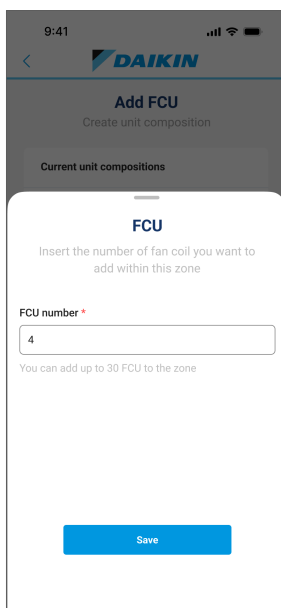 9:41
DAIKIN
Add FCU
Create unit composition
Current unit compositions
FCU
Insert the number of fan coil you want to
add within this zone
FCU number *
4
You can add up to 30 FCU to the zone
Save